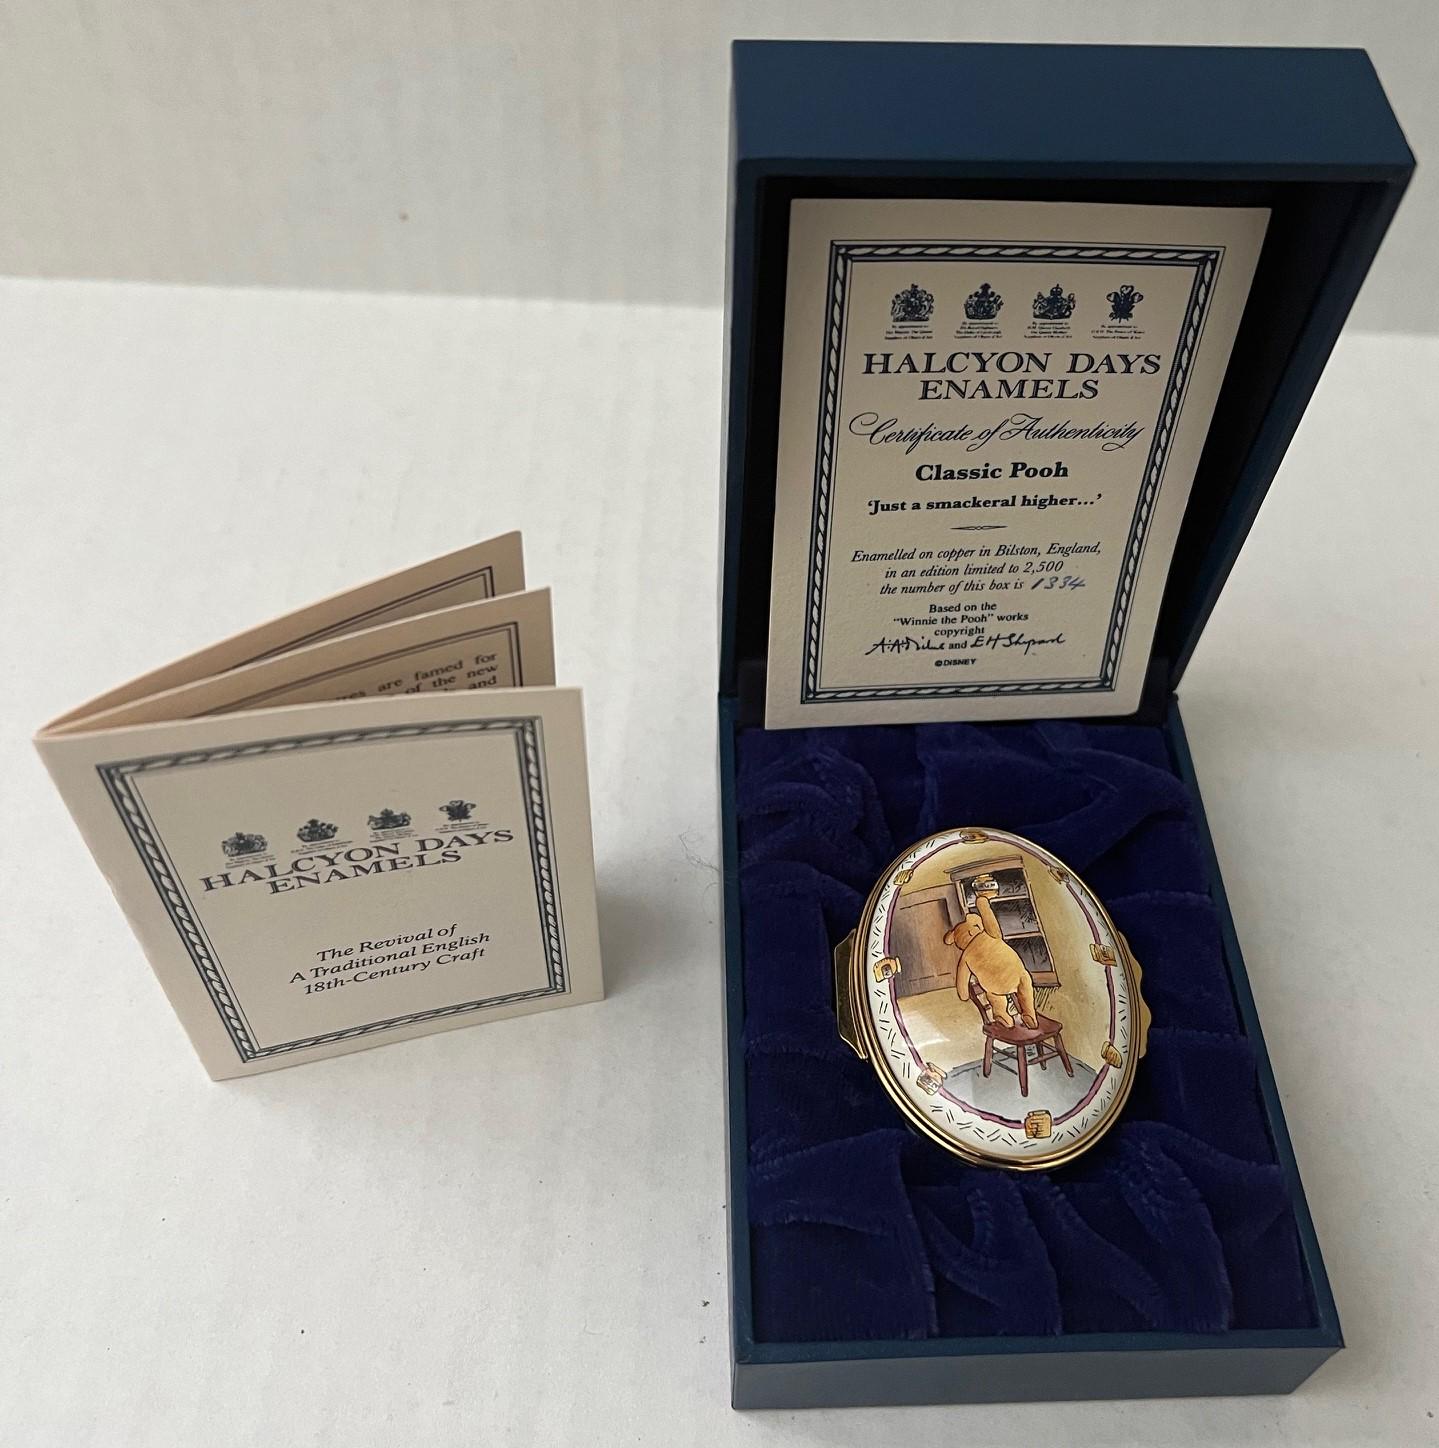 HALCYON DAYS
ENAMELS
Certificate of Authenticity
Classic Pooh
‘Just a smackeral higher...’
Enamelled on copper in Bilston, England,
in an edition limited to 2,500
the number of this box is 1334
Based on the
"Winnie the Pooh" works
copyright
A.A.Milne and E H Shepard
©DISNEY
are famed for
of the new
and
HALCYON DAYS
ENAMELS
The Revival of
A Traditional English
18th-Century Craft